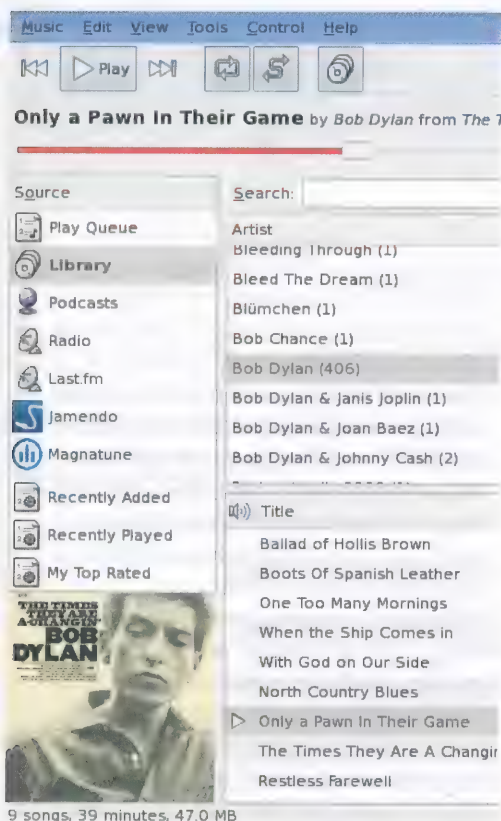 Music Edit View Tools Control Help
Play
Only a Pawn In Their Game by Bob Dylan from The T
Source
Play Queue
Library
Podcasts
Radio
Last.fm
Jamendo
Magnatune
Recently Added
Recently Played
My Top Rated
THE TIMES
THEY ARE
A-CHANGIN'
BOB
DYLAN
9 songs, 39 minutes, 47.0 MB
Search:
Artist
Bleeding Through (1)
Bleed The Dream (1)
Blümchen (1)
Bob Chance (1)
Bob Dylan (406)
Bob Dylan & Janis Joplin (1)
Bob Dylan & Joan Baez (1)
Bob Dylan & Johnny Cash (2)
Title
Ballad of Hollis Brown
Boots Of Spanish Leather
One Too Many Mornings
When the Ship Comes in
With God on Our Side
North Country Blues
Only a Pawn In Their Game
The Times They Are A Changin
Restless Farewell